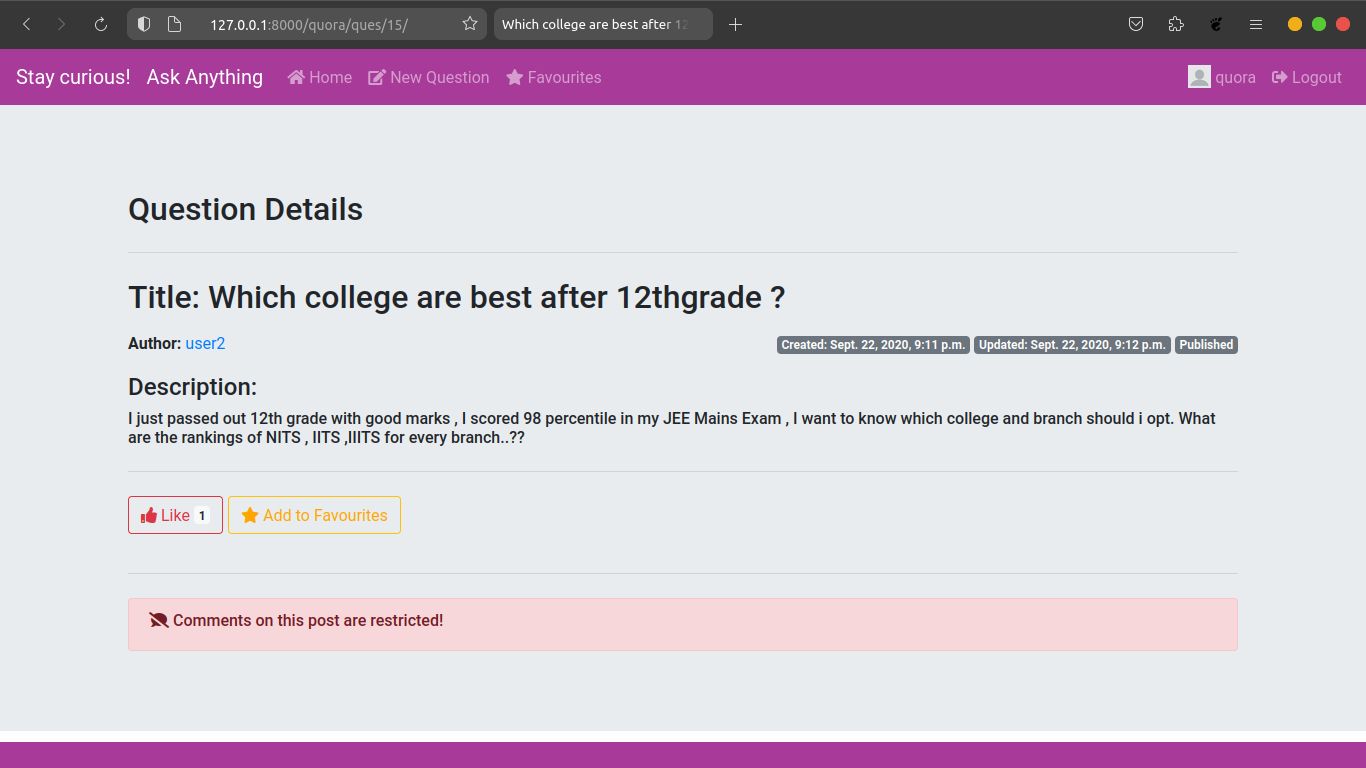 127.0.0.1:8000/quora/ques/15/ Which college are best after 12
Stay curious! Ask Anything Home New Question Favourites quora Logout
Question Details
Title: Which college are best after 12thgrade ?
Author: user2 Created: Sept. 22, 2020, 9:11 p.m. Updated: Sept. 22, 2020, 9:12 p.m. Published
Description:
I just passed out 12th grade with good marks , I scored 98 percentile in my JEE Mains Exam , I want to know which college and branch should i opt. What
are the rankings of NITS , IITS ,IIITS for every branch..??
Like 1 Add to Favourites
Comments on this post are restricted!